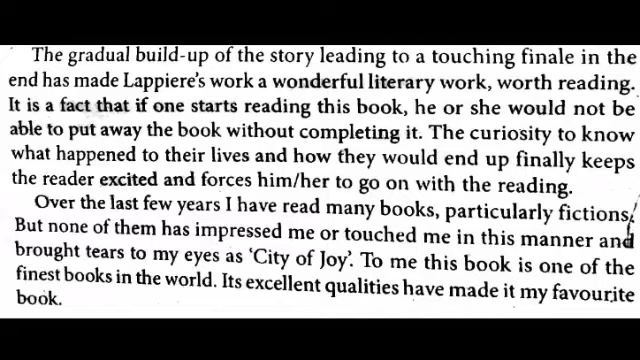 The gradual build-up of the story leading to a touching finale in the
end has made Lappiere's work a wonderful literary work, worth reading.
It is a fact that if one starts reading this book, he or she would not be
able to put away the book without completing it. The curiosity to know
what happened to their lives and how they would end up finally keeps
the reader excited and forces him/her to go on with the reading.
Over the last few years I have read many books, particularly fictions.
But none of them has impressed me or touched me in this manner and
brought tears to my eyes as 'City of Joy'. To me this book is one of the
finest books in the world. Its excellent qualities have made it my favourite
book.